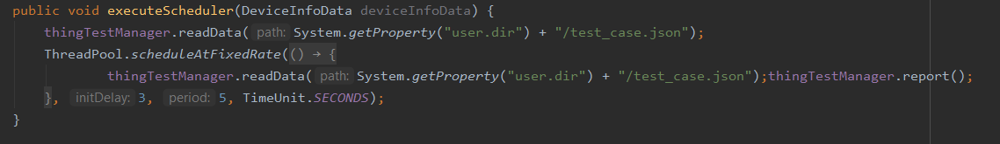 public void executeScheduler(DeviceInfoData deviceInfoData) {
thingTestManager.readData( path: System.getProperty("user.dir") + "/test_case.json");
ThreadPool.scheduleAtFixedRate(() → {
thingTestManager.readData( path: System.getProperty("user.dir") + "/test_case.json");thingTestManager.report();
}, initDelay: 3, period: 5, TimeUnit.SECONDS);
}